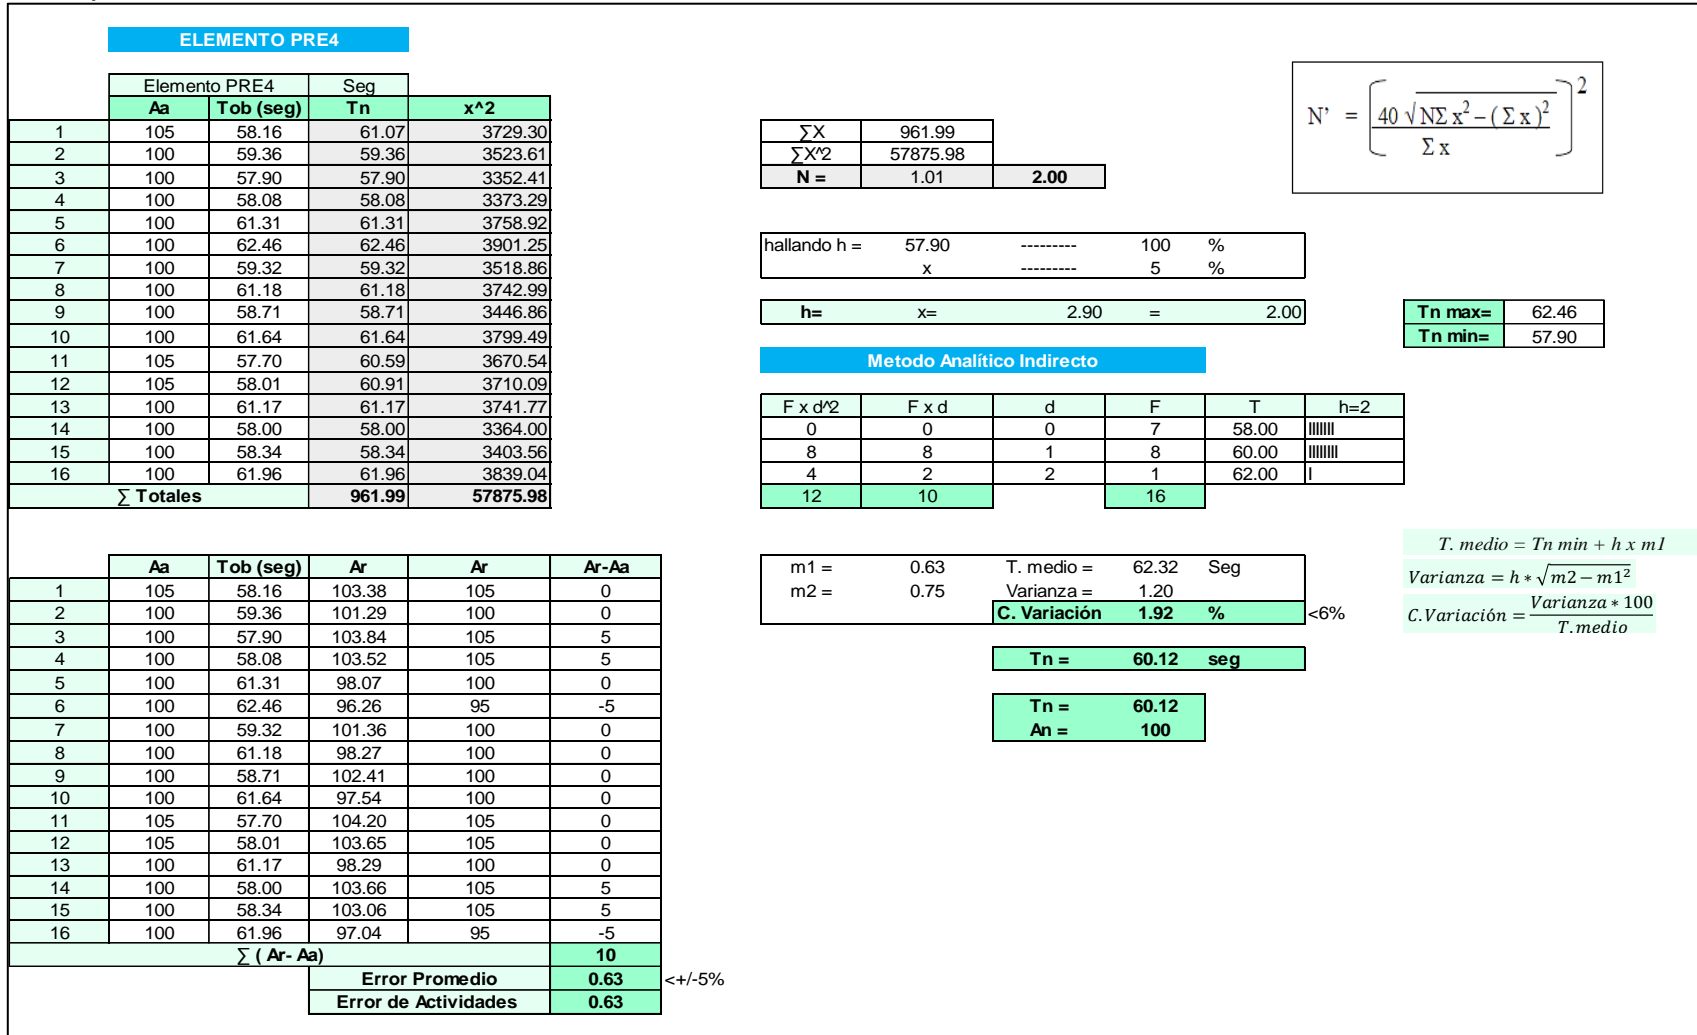 ELEMENTO PRE4
Elemento PRE4 Seg
Aa Tob (seg) Tn x^2
1 105 58.16 61.07 3729.30
2 100 59.36 59.36 3523.61
3 100 57.90 57.90 3352.41
4 100 58.08 58.08 3373.29
5 100 61.31 61.31 3758.92
6 100 62.46 62.46 3901.25
7 100 59.32 59.32 3518.86
8 100 61.18 61.18 3742.99
9 100 58.71 58.71 3446.86
10 100 61.64 61.64 3799.49
11 105 57.70 60.59 3670.54
12 105 58.01 60.91 3710.09
13 100 61.17 61.17 3741.77
14 100 58.00 58.00 3364.00
15 100 58.34 58.34 3403.56
16 100 61.96 61.96 3839.04
∑ Totales 961.99 57875.98
∑X 961.99
∑X^2 57875.98
N = 1.01 2.00
N' = [ 40 √ N∑ x² – ( ∑ x )² / ∑ x ] 2
hallando h = 57.90 --------- 100 %
x --------- 5 %
h= x= 2.90 = 2.00
Tn max= 62.46
Tn min= 57.90
Metodo Analítico Indirecto
F x d^2 F x d d F T h=2
0 0 0 7 58.00 IIIIIII
8 8 1 8 60.00 IIIIIIII
4 2 2 1 62.00 I
12 10 16
Aa Tob (seg) Ar Ar Ar-Aa
1 105 58.16 103.38 105 0
2 100 59.36 101.29 100 0
3 100 57.90 103.84 105 5
4 100 58.08 103.52 105 5
5 100 61.31 98.07 100 0
6 100 62.46 96.26 95 -5
7 100 59.32 101.36 100 0
8 100 61.18 98.27 100 0
9 100 58.71 102.41 100 0
10 100 61.64 97.54 100 0
11 105 57.70 104.20 105 0
12 105 58.01 103.65 105 0
13 100 61.17 98.29 100 0
14 100 58.00 103.66 105 5
15 100 58.34 103.06 105 5
16 100 61.96 97.04 95 -5
∑ ( Ar- Aa) 10
Error Promedio 0.63 <+/-5%
Error de Actividades 0.63
m1 = 0.63 T. medio = 62.32 Seg
m2 = 0.75 Varianza = 1.20
C. Variación 1.92 % <6%
Tn = 60.12 seg
Tn = 60.12
An = 100
T. medio = Tn min + h x m1
Varianza = h * √m2 − m1²
C.Variación = Varianza * 100 / T.medio